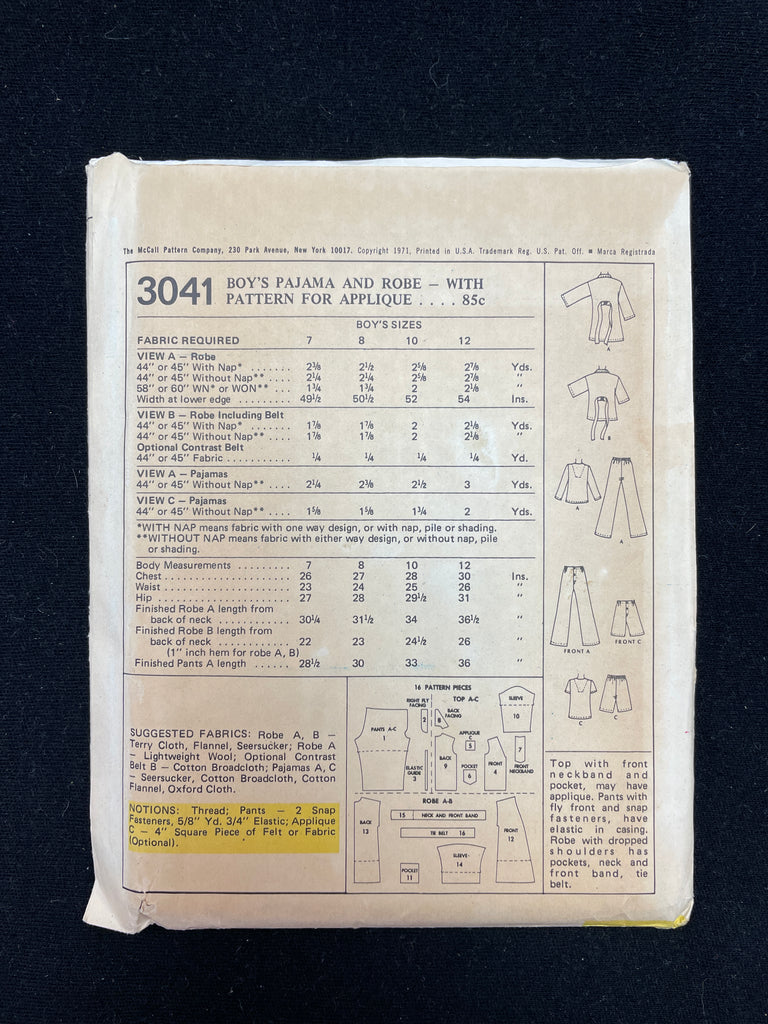 The McCall Pattern Company, 230 Park Avenue, New York 10017. Copyright 1971, Printed in U.S.A. Trademark Reg. U.S. Pat. Off. ■ Marca Registrada
3041 BOY'S PAJAMA AND ROBE — WITH
PATTERN FOR APPLIQUE . . . . 85c
BOY'S SIZES
FABRIC REQUIRED 7 8 10 12
VIEW A — Robe
44" or 45" With Nap* . . . . . . . 2⅜ 2½ 2⅝ 2⅞ Yds.
44" or 45" Without Nap** . . . . 2¼ 2¼ 2⅝ 2⅞ "
58" or 60" WN* or WON** . . . 1¾ 1¾ 2 2⅛ "
Width at lower edge . . . . . . . . . 49½ 50½ 52 54 Ins.
VIEW B — Robe Including Belt
44" or 45" With Nap* . . . . . . . 1⅞ 1⅞ 2 2⅛ Yds.
44" or 45" Without Nap** . . . . 1⅞ 1⅞ 2 2⅛ "
Optional Contrast Belt
44" or 45" Fabric . . . . . . . . . . . ¼ ¼ ¼ ¼ Yd.
VIEW A — Pajamas
44" or 45" Without Nap** . . . . 2¼ 2⅜ 2½ 3 Yds.
VIEW C — Pajamas
44" or 45" Without Nap** . . . . 1⅝ 1⅝ 1¾ 2 Yds.
*WITH NAP means fabric with one way design, or with nap, pile or shading.
**WITHOUT NAP means fabric with either way design, or without nap, pile
or shading.
Body Measurements . . . . . . . . . 7 8 10 12
Chest . . . . . . . . . . . . . . . . . . . . . 26 27 28 30 Ins.
Waist . . . . . . . . . . . . . . . . . . . . . 23 24 25 26 "
Hip . . . . . . . . . . . . . . . . . . . . . . . 27 28 29½ 31 "
Finished Robe A length from
back of neck . . . . . . . . . . . . . 30¼ 31½ 34 36½ "
Finished Robe B length from
back of neck . . . . . . . . . . . . . 22 23 24½ 26 "
(1" inch hem for robe A, B)
Finished Pants A length . . . . . . 28½ 30 33 36 "
A
B
A
A
FRONT A
FRONT C
C
C
SUGGESTED FABRICS: Robe A, B –
Terry Cloth, Flannel, Seersucker; Robe A
– Lightweight Wool; Optional Contrast
Belt B – Cotton Broadcloth; Pajamas A, C
– Seersucker, Cotton Broadcloth, Cotton
Flannel, Oxford Cloth.
NOTIONS: Thread; Pants – 2 Snap
Fasteners, 5/8" Yd. 3/4" Elastic; Applique
C – 4" Square Piece of Felt or Fabric
(Optional).
16 PATTERN PIECES
PANTS A-C
1
RIGHT FLY
FACING
2
ELASTIC
GUIDE
3
TOP A-C
BACK
FACING
8
SLEEVE
10
BACK
9
APPLIQUE
C
5
POCKET
6
FRONT
4
7
FRONT
NECKBAND
ROBE A-B
BACK
13
15 NECK AND FRONT BAND
TIE BELT 16
POCKET
11
SLEEVE
14
FRONT
12
Top with front
neckband and
pocket, may have
applique. Pants with
fly front and snap
fasteners, have
elastic in casing.
Robe with dropped
shoulders has
pockets, neck and
front band, tie
belt.